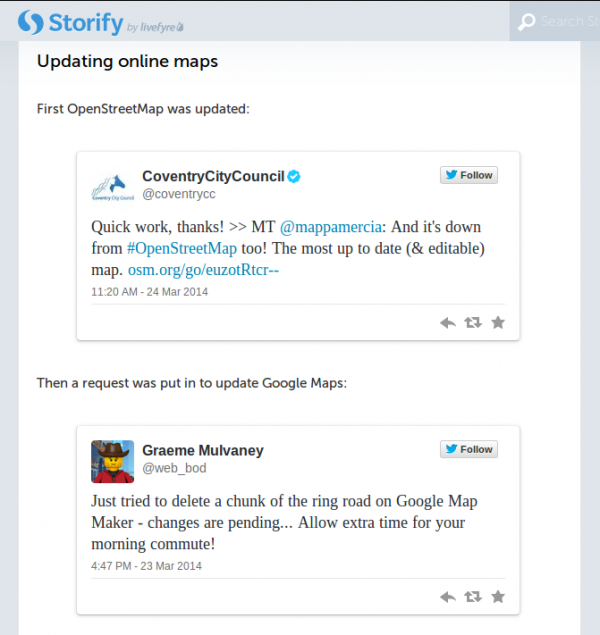 Storify by livefyre
Search St
Updating online maps
First OpenStreetMap was updated:
CoventryCityCouncil
Follow
@coventrycc
Coventry City Council
Quick work, thanks! >> MT @mappamercia: And it's down
from #OpenStreetMap too! The most up to date (& editable)
map. osm.org/go/euzotRtcr--
11:20 AM - 24 Mar 2014
Then a request was put in to update Google Maps:
Graeme Mulvaney
Follow
@web_bod
Just tried to delete a chunk of the ring road on Google Map
Maker - changes are pending... Allow extra time for your
morning commute!
4:47 PM - 23 Mar 2014